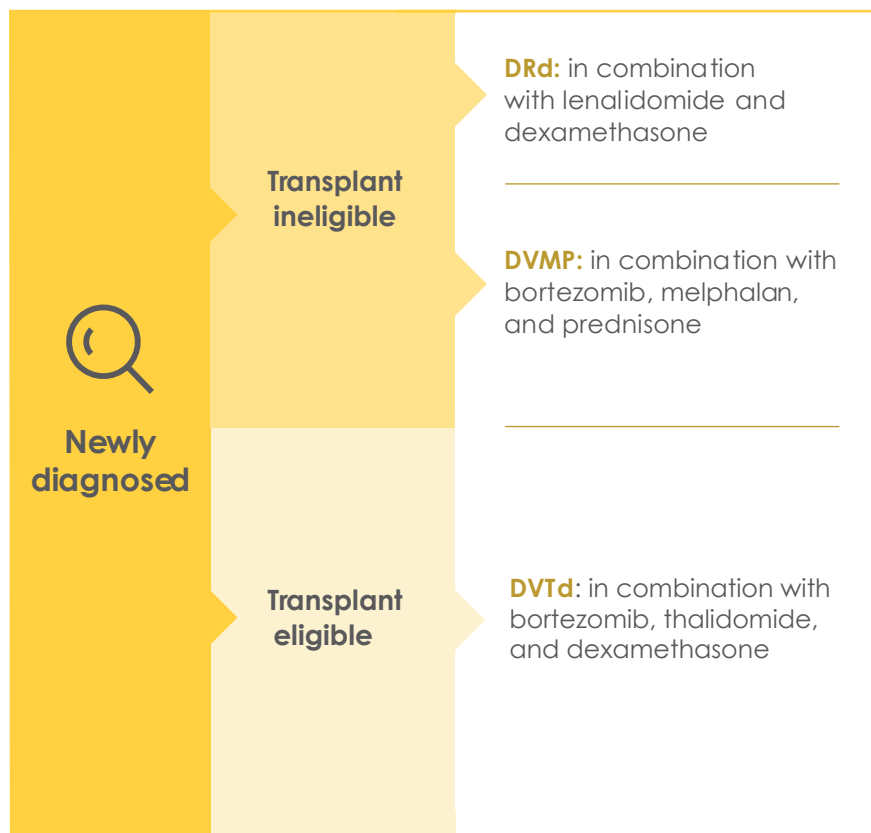 Newly
diagnosed
Transplant
ineligible
DRd: in combination
with lenalidomide and
dexamethasone
DVMP: in combination with
bortezomib, melphalan,
and prednisone
Transplant
eligible
DVTd: in combination with
bortezomib, thalidomide,
and dexamethasone